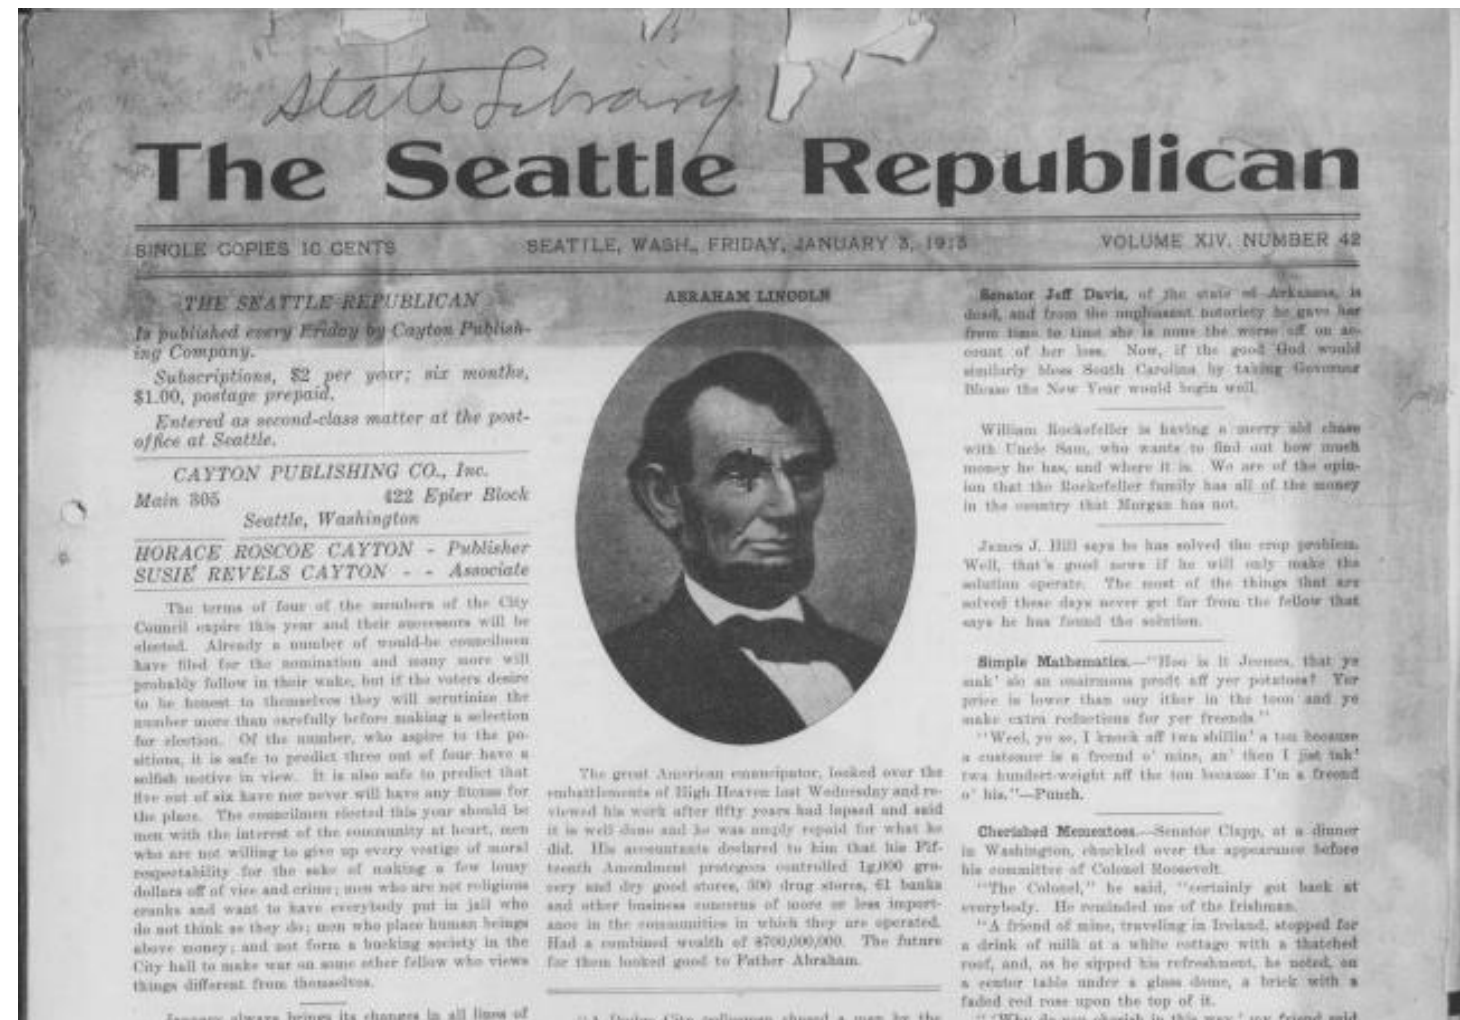 State Library
The Seattle Republican
SINGLE COPIES 10 CENTS
SEATTLE, WASH., FRIDAY, JANUARY 3, 1913
VOLUME XIV, NUMBER 42
THE SEATTLE REPUBLICAN
Is published every Friday by Cayton Publish-
ing Company.
Subscriptions, $2 per year; six months,
$1.00, postage prepaid.
Entered as second-class matter at the post-
office at Seattle.
CAYTON PUBLISHING CO., Inc.
Main 305 422 Epler Block
Seattle, Washington
HORACE ROSCOE CAYTON - Publisher
SUSIE REVELS CAYTON - - Associate
The terms of four of the members of the City
Council expire this year and their successors will be
elected. Already a number of would-be councilmen
have filed for the nomination and many more will
probably follow in their wake, but if the voters desire
to be honest to themselves they will scrutinize the
number more than carefully before making a selection
for election. Of the number, who aspire to the po-
sitions, it is safe to predict three out of four have a
selfish motive in view. It is also safe to predict that
five out of six have nor never will have any fitness for
the place. The councilmen elected this year should be
men with the interest of the community at heart, men
who are not willing to give up every vestige of moral
respectability for the sake of making a few lousy
dollars off of vice and crime; men who are not religious
cranks and want to have everybody put in jail who
do not think as they do; men who place human beings
above money; and not form a bucking society in the
City hall to make war on some other fellow who views
things different from themselves.
January always brings its changes in all lines of
ABRAHAM LINCOLN
The great American emancipator, looked over the
embattlements of High Heaven last Wednesday and re-
viewed his work after fifty years had lapsed and said
it is well done and he was amply repaid for what he
did. His accountants declared to him that his Fif-
teenth Amendment protegees controlled gro-
cery and dry good stores, 300 drug stores, 61 banks
and other business concerns of more or less import-
ance in the communities in which they are operated.
Had a combined wealth of $700,000,000. The future
for them looked good to Father Abraham.
"A Dodge City policeman chased a man by the
Senator Jeff Davis, of the state of Arkansas, is
dead, and from the unpleasant notoriety he gave her
from time to time she is none the worse off on ac-
count of her loss. Now, if the good God would
similarly bless South Carolina by taking Governor
Blease the New Year would begin well.
William Rockefeller is having a merry old chase
with Uncle Sam, who wants to find out how much
money he has, and where it is. We are of the opin-
ion that the Rockefeller family has all of the money
in the country that Morgan has not.
James J. Hill says he has solved the crop problem.
Well, that's good news if he will only make the
solution operate. The most of the things that are
solved these days never get far from the fellow that
says he has found the solution.
Simple Mathematics.—"Hoo is it Jeemes, that ye
mak' sic an enairmous profit aff yer potatoes? Yer
price is lower than ony ither in the toon and ye
make extra reductions for yer freends."
"Weel, ye se, I knock aff twa shillin' a ton because
a customer is a freend o' mine, an' then I jist tak'
twa hundert-weight aff the ton because I'm a freend
o' his."—Punch.
Cherished Mementoes.—Senator Clapp, at a dinner
in Washington, chuckled over the appearance before
his committee of Colonel Roosevelt.
"The Colonel," he said, "certainly got back at
everybody. He reminded me of the Irishman.
"A friend of mine, traveling in Ireland, stopped for
a drink of milk at a white cottage with a thatched
roof, and, as he sipped his refreshment, he noted, on
a center table under a glass dome, a brick with a
faded red rose upon the top of it.
"'Why do you cherish in this way,' my friend said